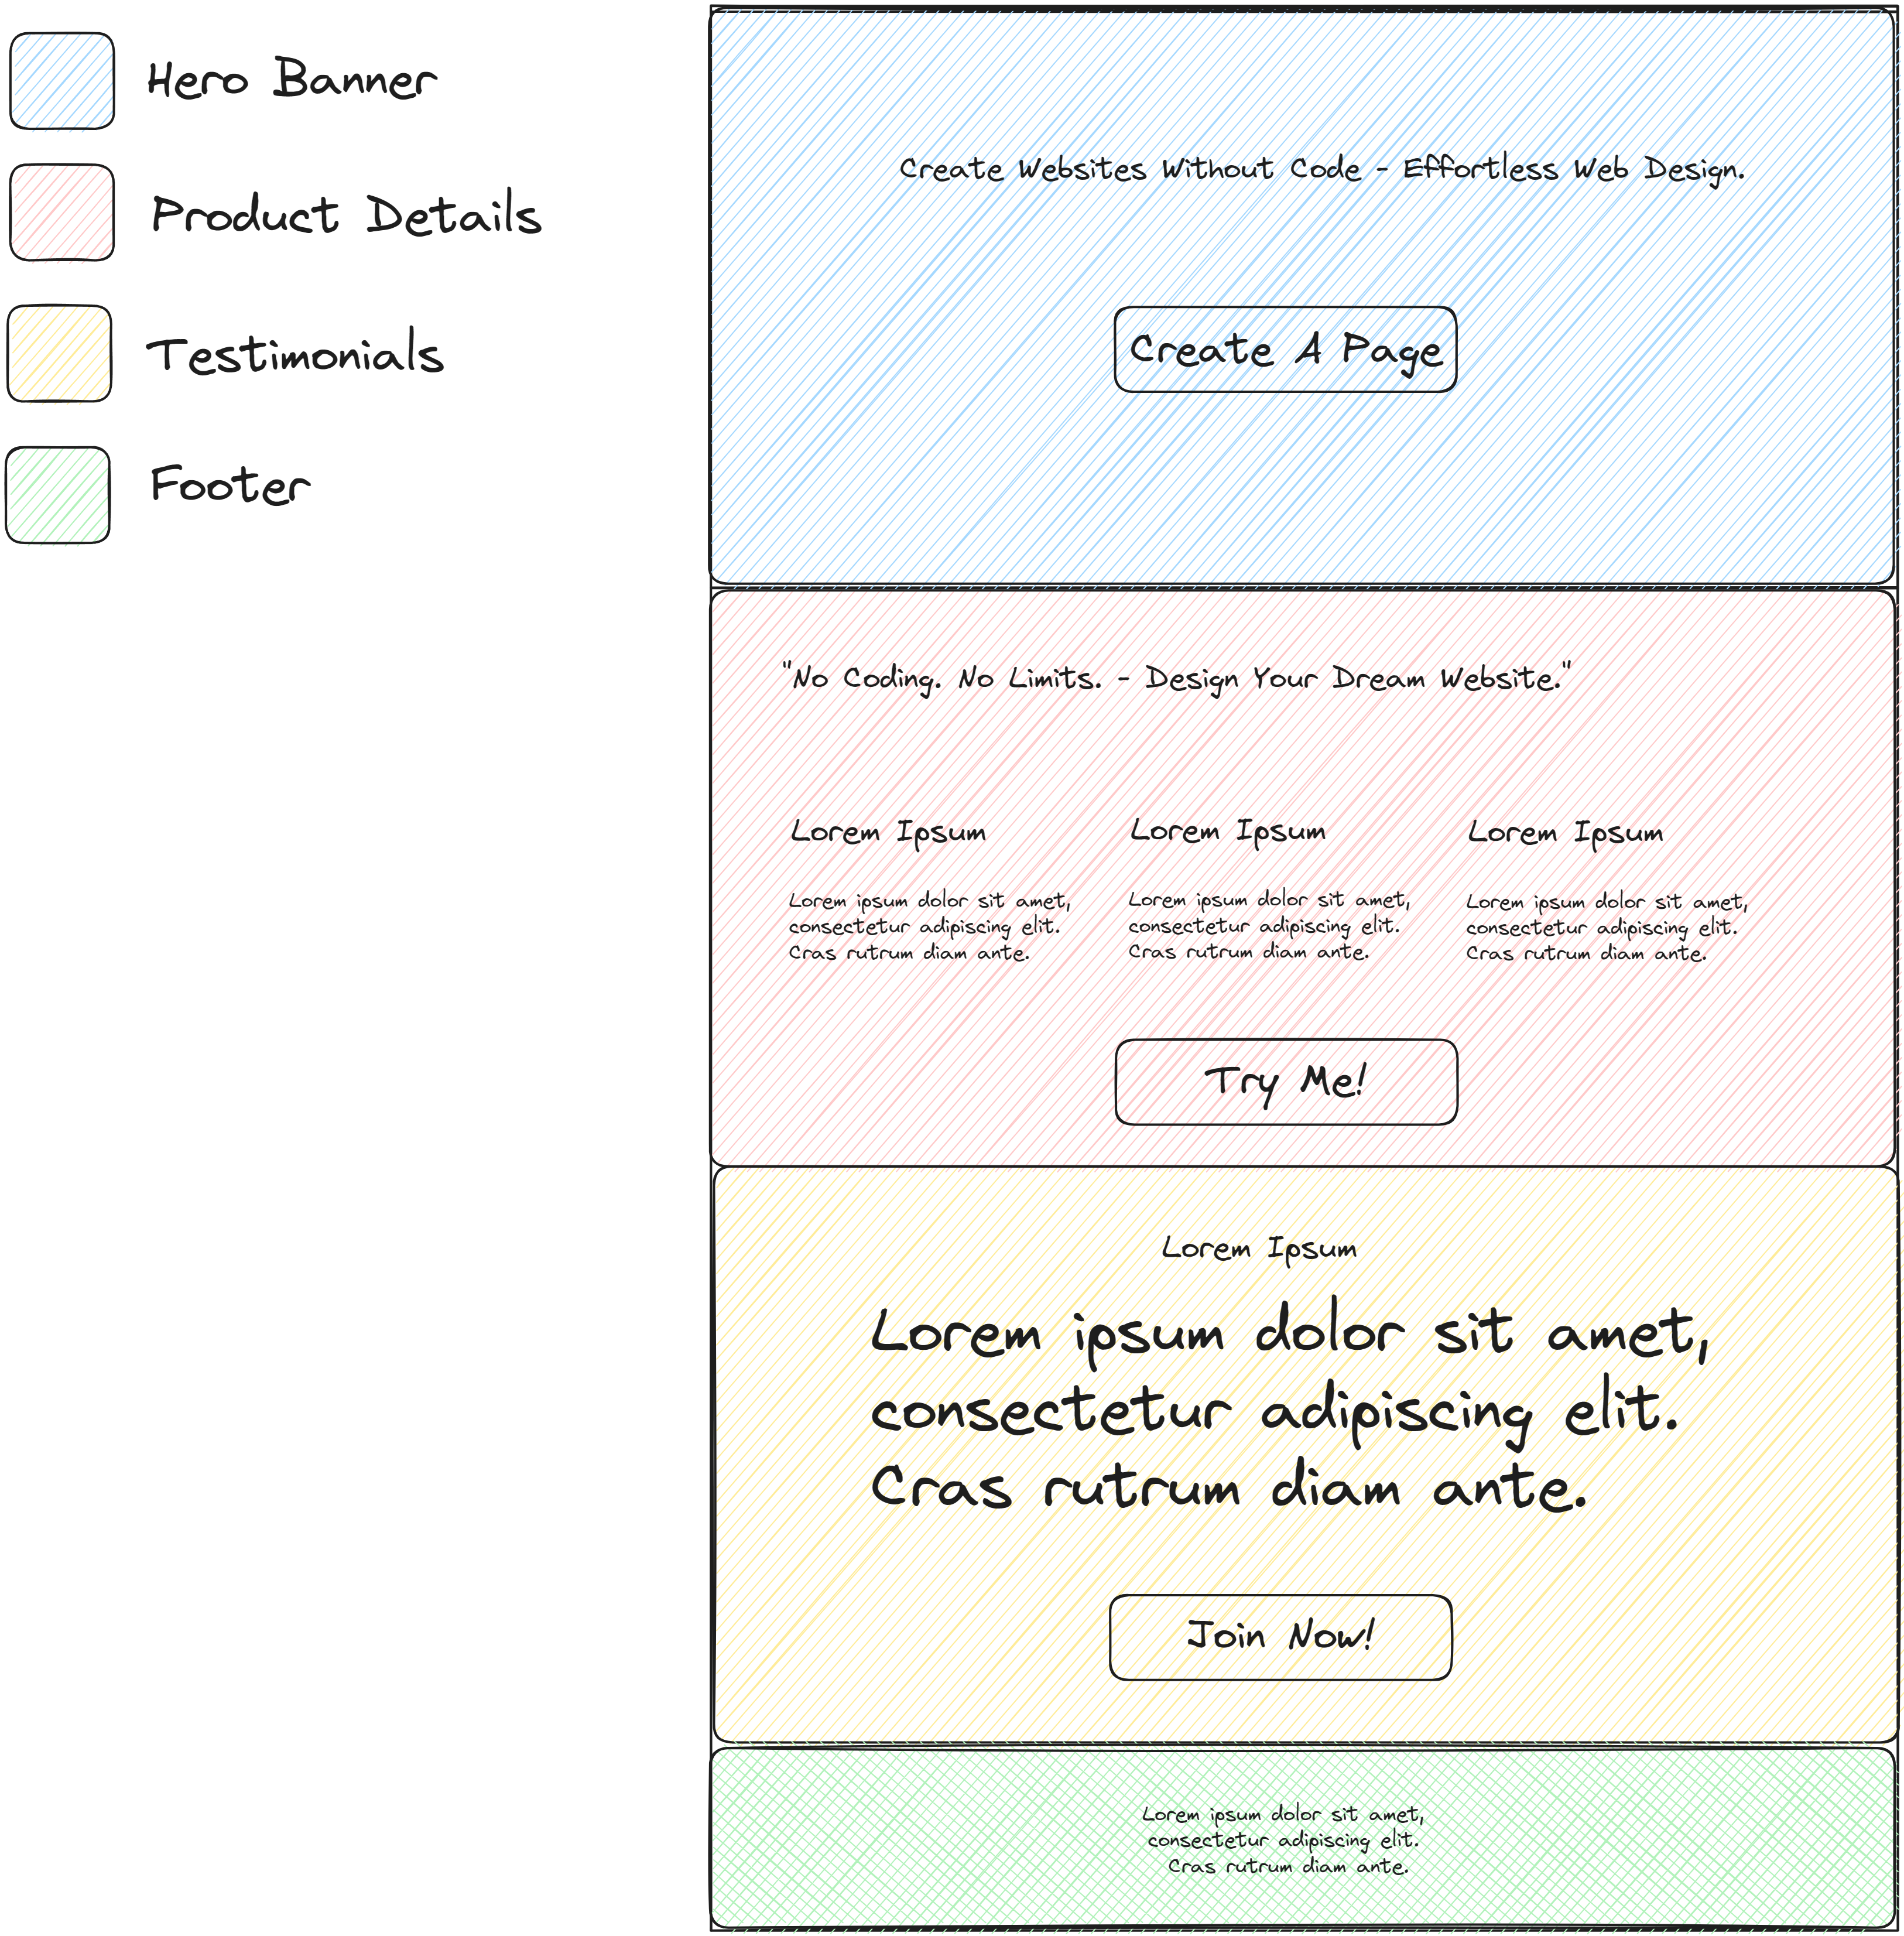 Hero Banner
Product Details
Testimonials
Footer
Create Websites Without Code - Effortless Web Design.
Create A Page
"No Coding. No Limits. - Design Your Dream Website."
Lorem Ipsum
Lorem ipsum dolor sit amet,
consectetur adipiscing elit.
Cras rutrum diam ante.
Lorem Ipsum
Lorem ipsum dolor sit amet,
consectetur adipiscing elit.
Cras rutrum diam ante.
Lorem Ipsum
Lorem ipsum dolor sit amet,
consectetur adipiscing elit.
Cras rutrum diam ante.
Try Me!
Lorem Ipsum
Lorem ipsum dolor sit amet,
consectetur adipiscing elit.
Cras rutrum diam ante.
Join Now!
Lorem ipsum dolor sit amet,
consectetur adipiscing elit.
Cras rutrum diam ante.